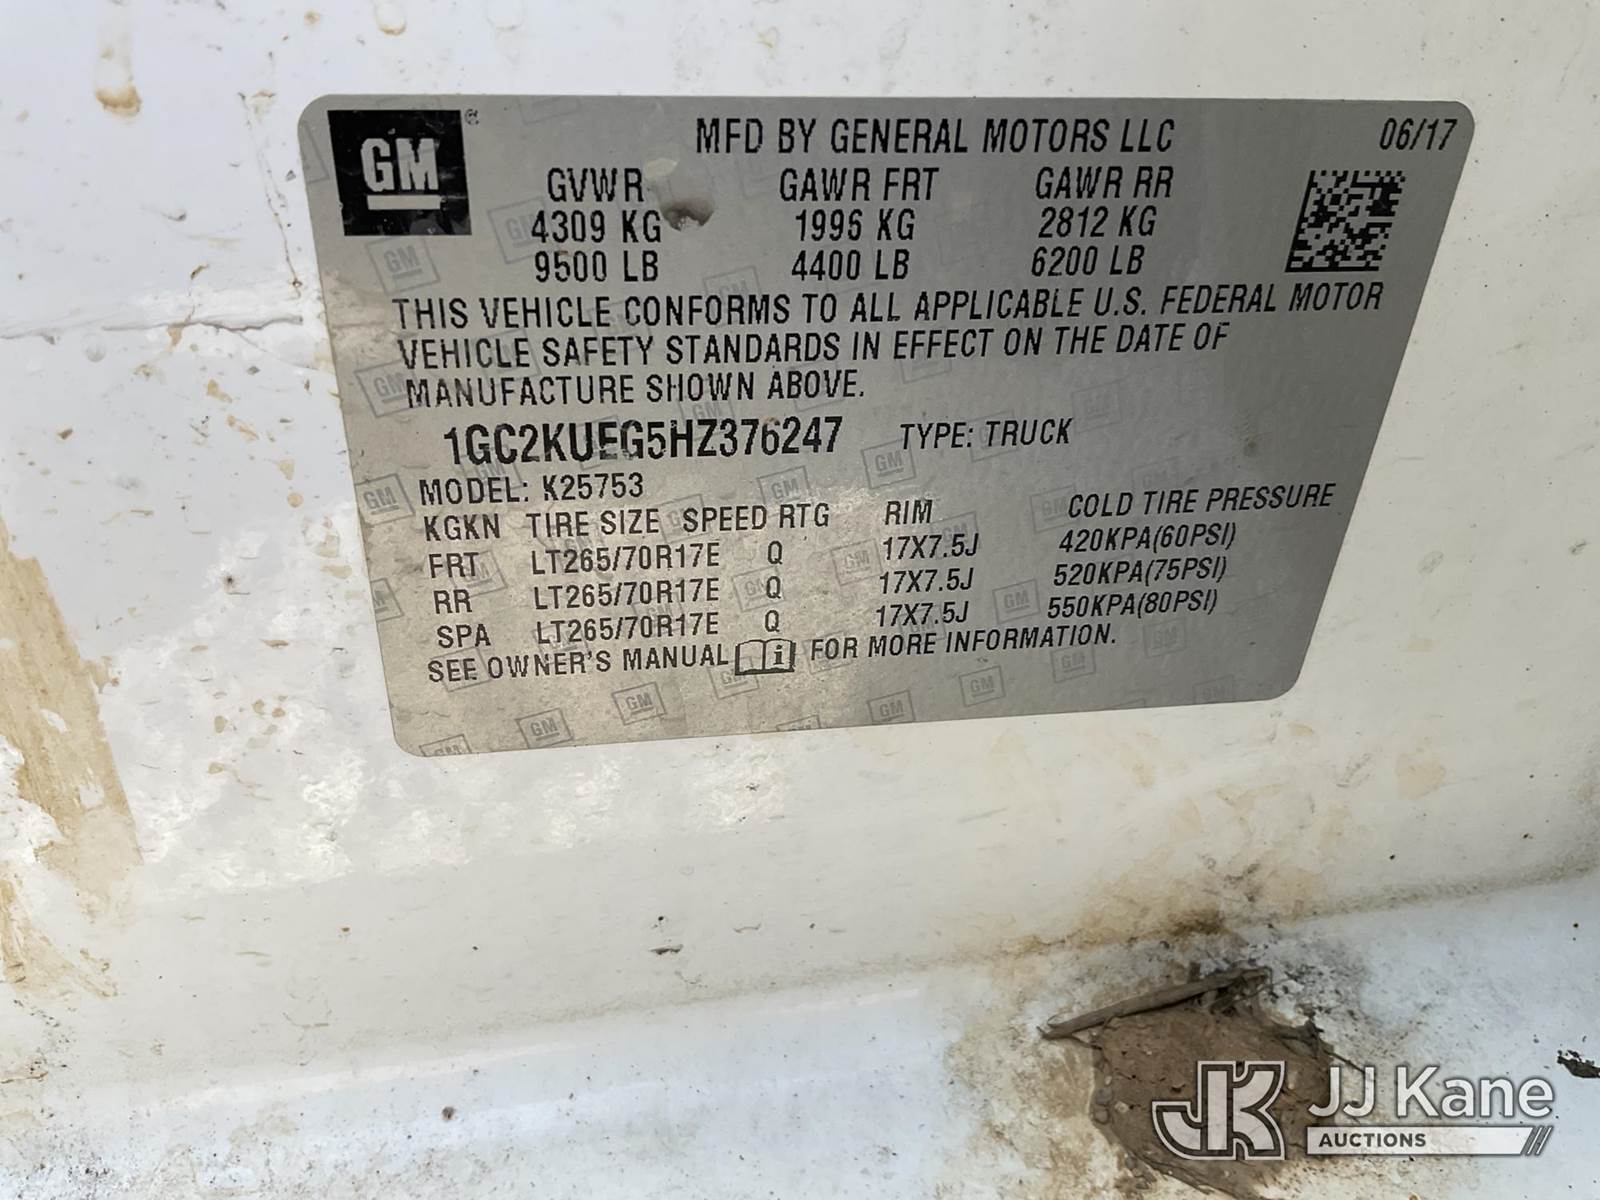 GM
MFD BY GENERAL MOTORS LLC 06/17
GVWR GAWR FRT GAWR RR
4309 KG 1996 KG 2812 KG
9500 LB 4400 LB 6200 LB
THIS VEHICLE CONFORMS TO ALL APPLICABLE U.S. FEDERAL MOTOR
VEHICLE SAFETY STANDARDS IN EFFECT ON THE DATE OF
MANUFACTURE SHOWN ABOVE.
1GC2KUEG5HZ376247 TYPE: TRUCK
MODEL: K25753
KGKN TIRE SIZE SPEED RTG RIM COLD TIRE PRESSURE
FRT LT265/70R17E Q 17X7.5J 420KPA(60PSI)
RR LT265/70R17E Q 17X7.5J 520KPA(75PSI)
SPA LT265/70R17E Q 17X7.5J 550KPA(80PSI)
SEE OWNER'S MANUAL i FOR MORE INFORMATION.
JK JJ Kane
AUCTIONS